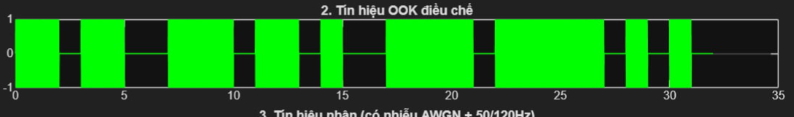 2. Tín hiệu OOK điều chế
1
0
-1
0 5 10 15 20 25 30 35
3. Tín hiệu nhận (có nhiễu AWGN + 50/120Hz)